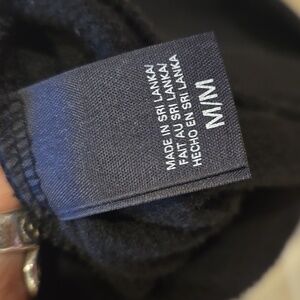 MADE IN SRI LANKA/
FAIT AU SRI LANKA/
HECHO EN SRI LANKA
M/M